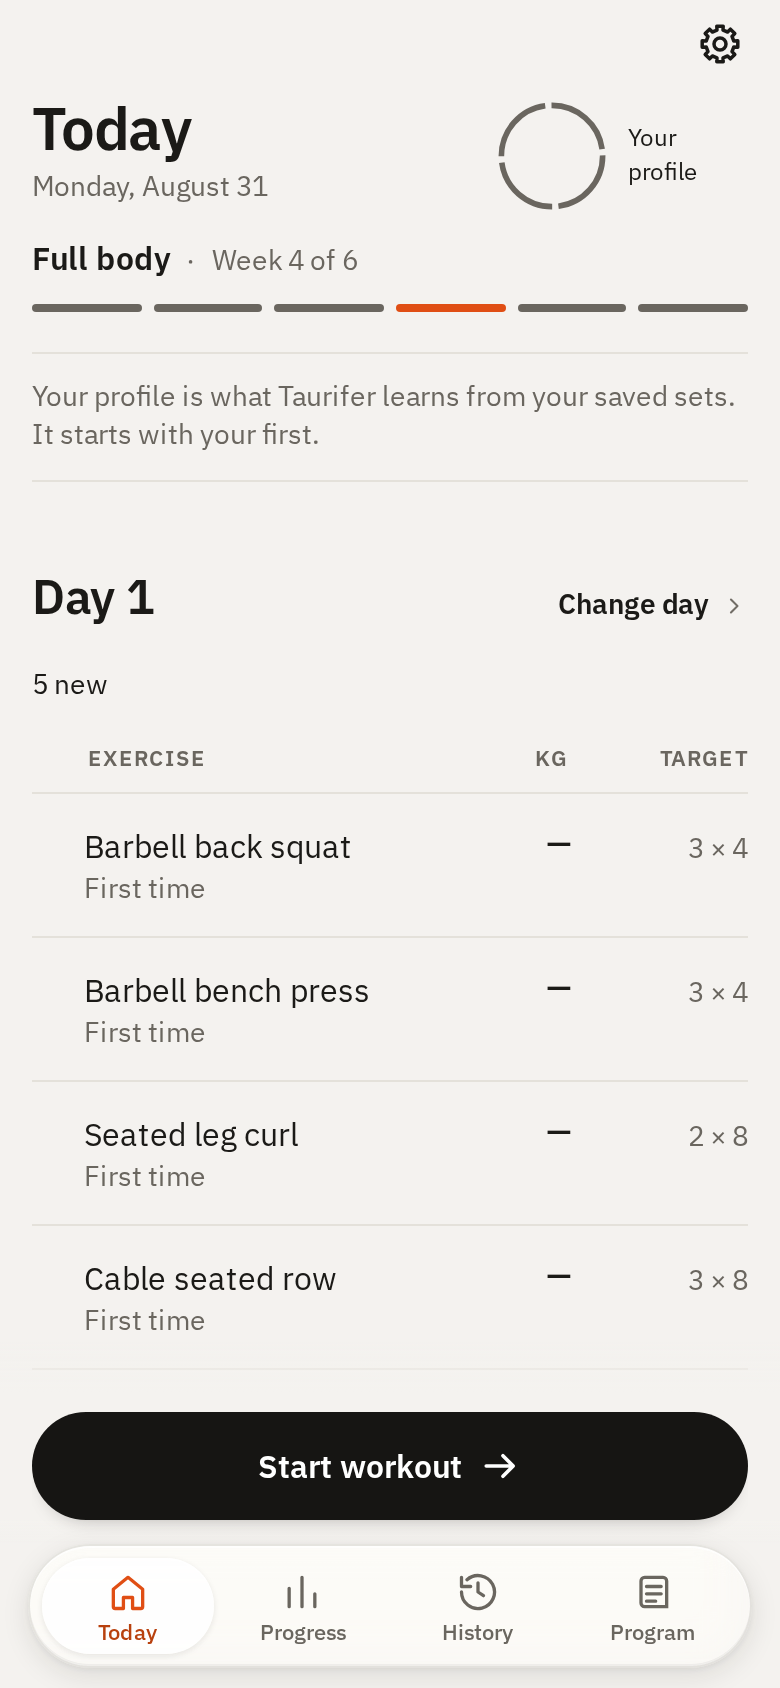 Today
Monday, August 31
Your
profile
Full body · Week 4 of 6
Your profile is what Taurifer learns from your saved sets.
It starts with your first.
Day 1
Change day
5 new
EXERCISE KG TARGET
Barbell back squat – 3 × 4
First time
Barbell bench press – 3 × 4
First time
Seated leg curl – 2 × 8
First time
Cable seated row – 3 × 8
First time
Start workout →
Today Progress History Program